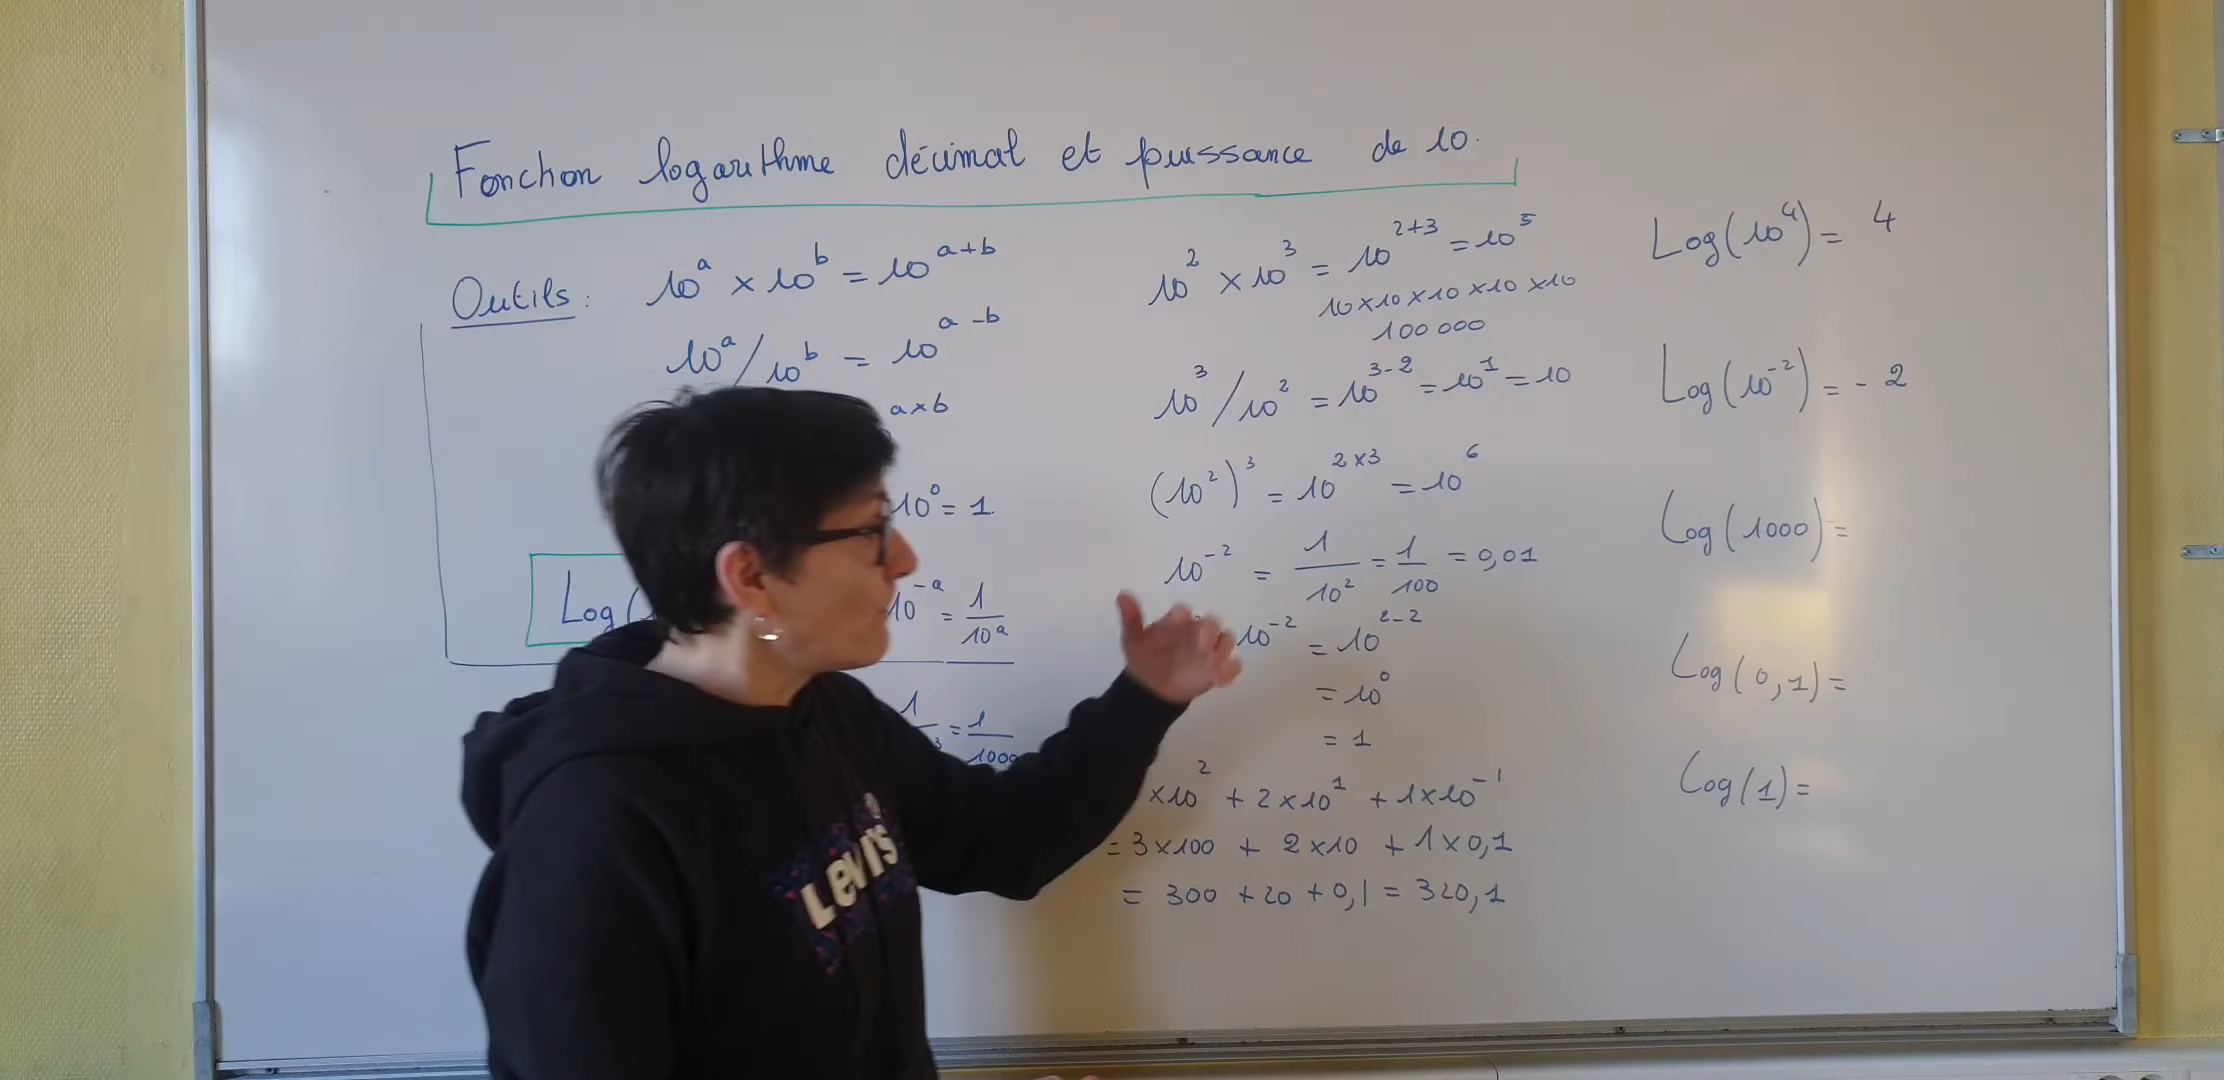 Fonction logarithme décimal et puissance de 10.
Outils : 10^a × 10^b = 10^(a+b)
10^a / 10^b = 10^(a-b)
a×b
10^0 = 1.
Log(
10^-a = 1/10^a
1/ ^3 = 1/1000
10^2 × 10^3 = 10^(2+3) = 10^5
10×10×10×10×10
100 000
10^3 / 10^2 = 10^(3-2) = 10^1 = 10
(10^2)^3 = 10^(2×3) = 10^6
10^-2 = 1/10^2 = 1/100 = 0,01
10^-2 = 10^(2-2)
= 10^0
= 1
×10^2 + 2×10^1 + 1×10^-1
= 3×100 + 2×10 + 1×0,1
= 300 + 20 + 0,1 = 320,1
Log(10^4) = 4
Log(10^-2) = -2
Log(1000) =
Log(0,1) =
Log(1) =
LEVI'S